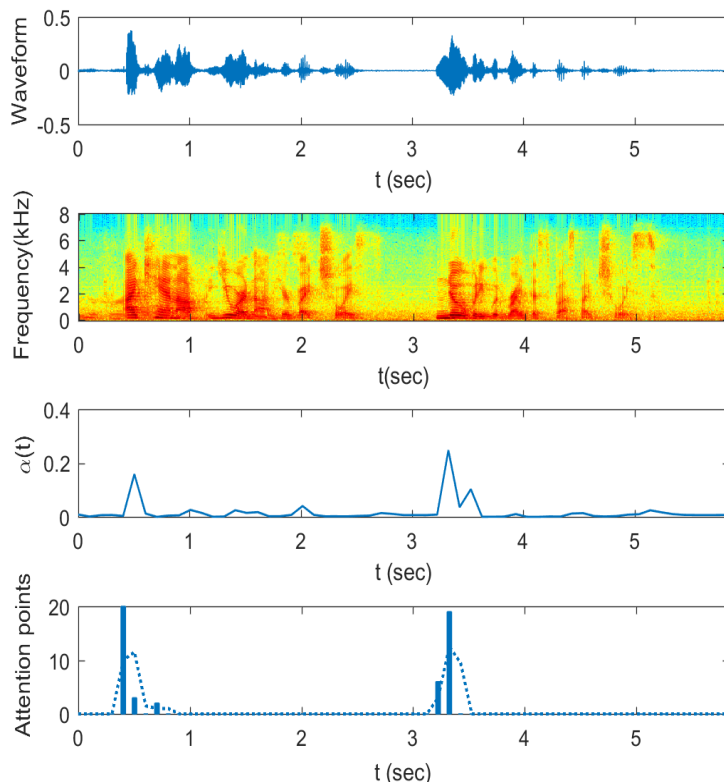 Waveform
0.5
0
-0.5
0 1 2 3 4 5
t (sec)
Frequency(kHz)
8
6
4
2
0
0 1 2 3 4 5
t(sec)
α(t)
0.4
0.2
0
0 1 2 3 4 5
t (sec)
Attention points
20
10
0
0 1 2 3 4 5
t (sec)